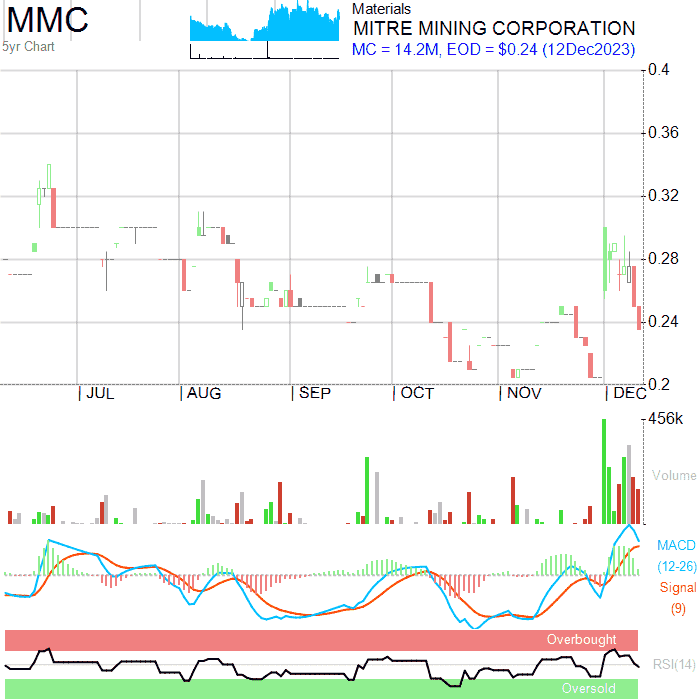 MMC
5yr Chart
Materials
MITRE MINING CORPORATION
MC = 14.2M, EOD = $0.24 (12Dec2023)
0.4
0.36
0.32
0.28
0.24
0.2
JUL AUG SEP OCT NOV DEC
456k
Volume
MACD
(12-26)
Signal
(9)
Overbought
RSI(14)
Oversold